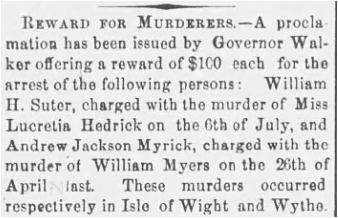 REWARD FOR MURDERERS.—A procla-
mation has been issued by Governor Wal-
ker offering a reward of $100 each for the
arrest of the following persons: William
H. Suter, charged with the murder of Miss
Lucretia Hedrick on the 6th of July, and
Andrew Jackson Myrick, charged with the
murder of William Myers on the 26th of
April last. These murders occurred
respectively in Isle of Wight and Wythe.